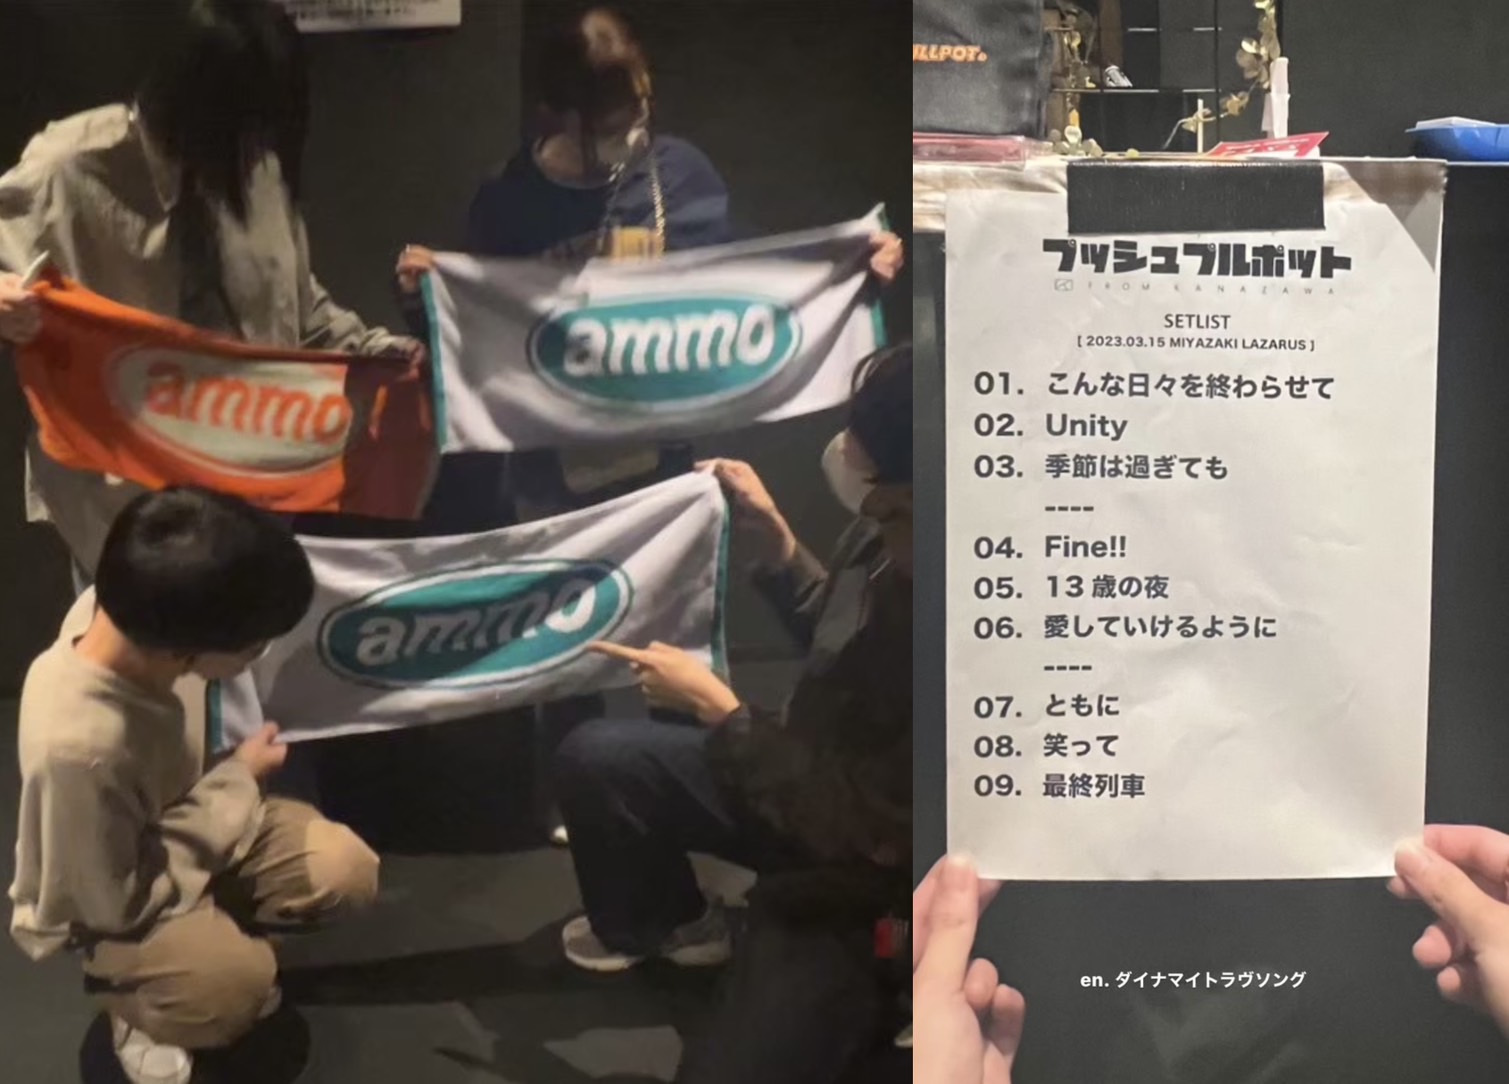 ammo
ammo
ammo
プッシュプルポット
FROM KANAZAWA
SETLIST
[ 2023.03.15 MIYAZAKI LAZARUS ]
01. こんな日々を終わらせて
02. Unity
03. 季節は過ぎても
----
04. Fine!!
05. 13歳の夜
06. 愛していけるように
----
07. ともに
08. 笑って
09. 最終列車
en. ダイナマイトラヴソング